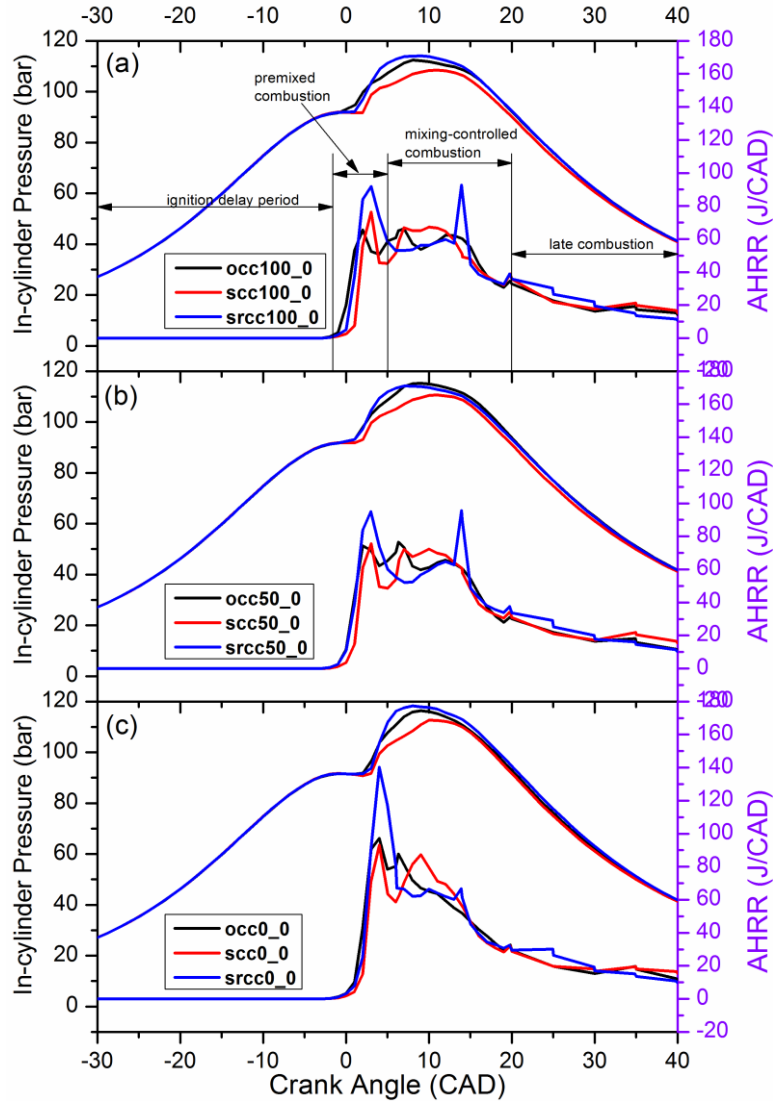 -30 -20 -10 0 10 20 30 40
120
100
80
60
40
20
0
In-cylinder Pressure (bar)
(a)
premixed
combustion
mixing-controlled
combustion
ignition delay period
late combustion
occ100_0
scc100_0
srcc100_0
180
160
140
120
100
80
60
40
20
0
-20
AHRR (J/CAD)
120
100
80
60
40
20
0
In-cylinder Pressure (bar)
(b)
occ50_0
scc50_0
srcc50_0
180
160
140
120
100
80
60
40
20
0
-20
AHRR (J/CAD)
120
100
80
60
40
20
0
In-cylinder Pressure (bar)
(c)
occ0_0
scc0_0
srcc0_0
180
160
140
120
100
80
60
40
20
0
-20
AHRR (J/CAD)
-30 -20 -10 0 10 20 30 40
Crank Angle (CAD)